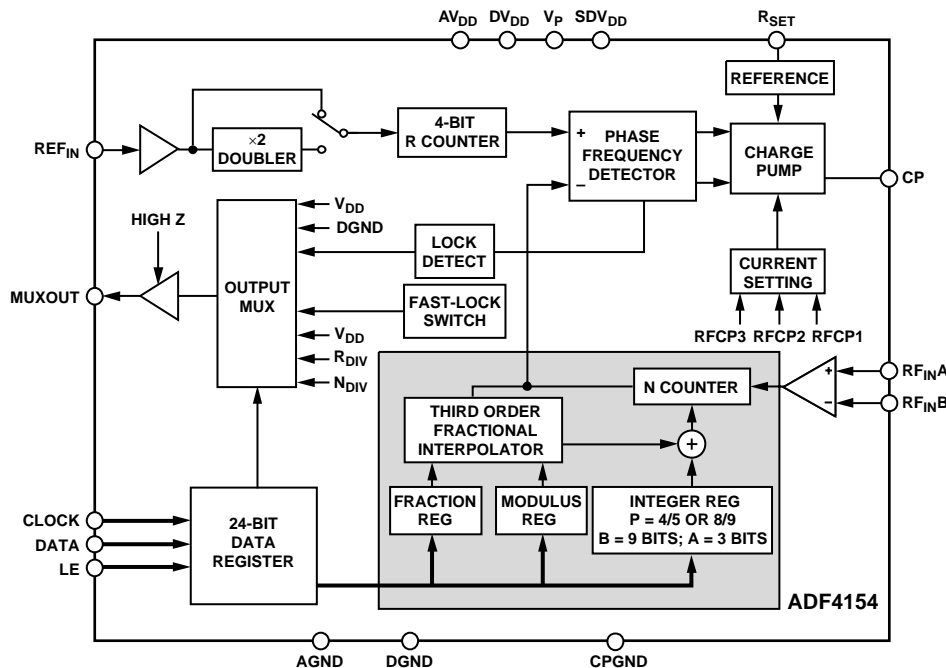 AVDD DVDD VP SDVDD RSET
REFIN
×2
DOUBLER
4-BIT
R COUNTER
+
−
PHASE
FREQUENCY
DETECTOR
REFERENCE
CHARGE
PUMP
CP
HIGH Z
MUXOUT
OUTPUT
MUX
VDD
DGND
LOCK
DETECT
FAST-LOCK
SWITCH
VDD
RDIV
NDIV
CURRENT
SETTING
RFCP3 RFCP2 RFCP1
N COUNTER
+
−
RFINA
RFINB
THIRD ORDER
FRACTIONAL
INTERPOLATOR
+
FRACTION
REG
MODULUS
REG
INTEGER REG
P = 4/5 OR 8/9
B = 9 BITS; A = 3 BITS
CLOCK
DATA
LE
24-BIT
DATA
REGISTER
ADF4154
AGND DGND CPGND